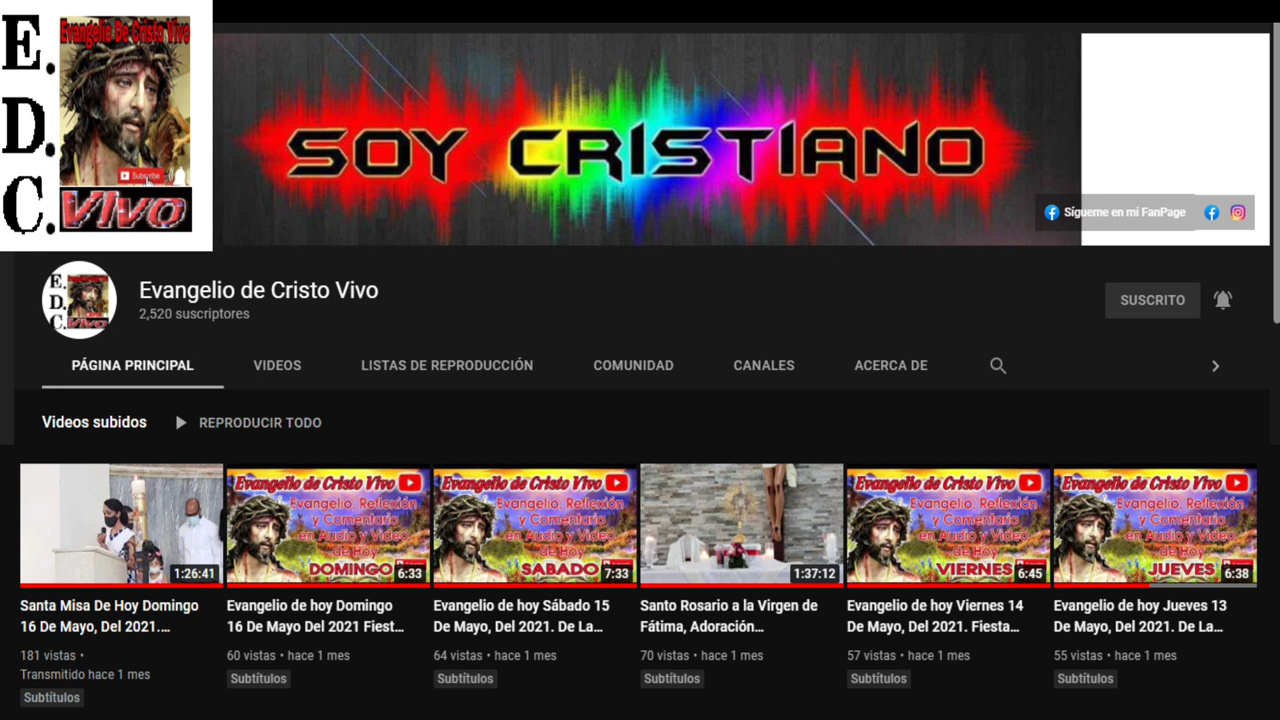 E.
D.
C.
Evangelio De Cristo Vivo
Subscribe
VIvo
SOY CRISTIANO
Sígueme en mi FanPage
E.
D.
C.
VIvo
Evangelio de Cristo Vivo
2,520 suscriptores
SUSCRITO
PÁGINA PRINCIPAL VIDEOS LISTAS DE REPRODUCCIÓN COMUNIDAD CANALES ACERCA DE
Videos subidos REPRODUCIR TODO
1:26:41
Santa Misa De Hoy Domingo
16 De Mayo, Del 2021....
181 vistas •
Transmitido hace 1 mes
Subtítulos
Evangelio de Cristo Vivo
Evangelio, Reflexión
y Comentario
en Audio y Video
de Hoy
DOMINGO 6:33
Evangelio de hoy Domingo
16 De Mayo Del 2021 Fiest...
60 vistas • hace 1 mes
Subtítulos
Evangelio de Cristo Vivo
Evangelio, Reflexión
y Comentario
en Audio y Video
de Hoy
SABADO 7:33
Evangelio de hoy Sábado 15
De Mayo, Del 2021. De La...
64 vistas • hace 1 mes
Subtítulos
1:37:12
Santo Rosario a la Virgen de
Fátima, Adoración...
70 vistas • hace 1 mes
Subtítulos
Evangelio de Cristo Vivo
Evangelio, Reflexión
y Comentario
en Audio y Video
de Hoy
VIERNES 6:45
Evangelio de hoy Viernes 14
De Mayo, Del 2021. Fiesta...
57 vistas • hace 1 mes
Subtítulos
Evangelio de Cristo Vivo
Evangelio, Reflexión
y Comentario
en Audio y Video
de Hoy
JUEVES 6:38
Evangelio de hoy Jueves 13
De Mayo, Del 2021. De La...
55 vistas • hace 1 mes
Subtítulos